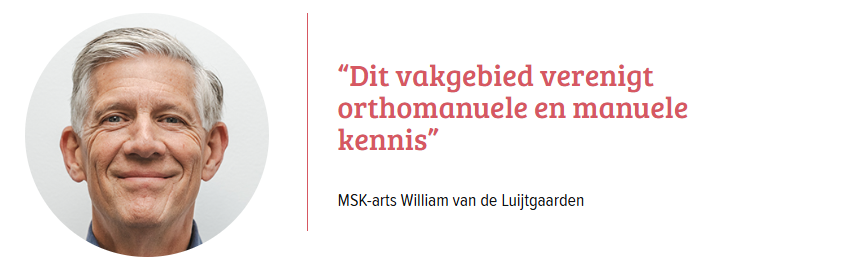 “Dit vakgebied verenigt
orthomanuele en manuele
kennis”
MSK-arts William van de Luijtgaarden